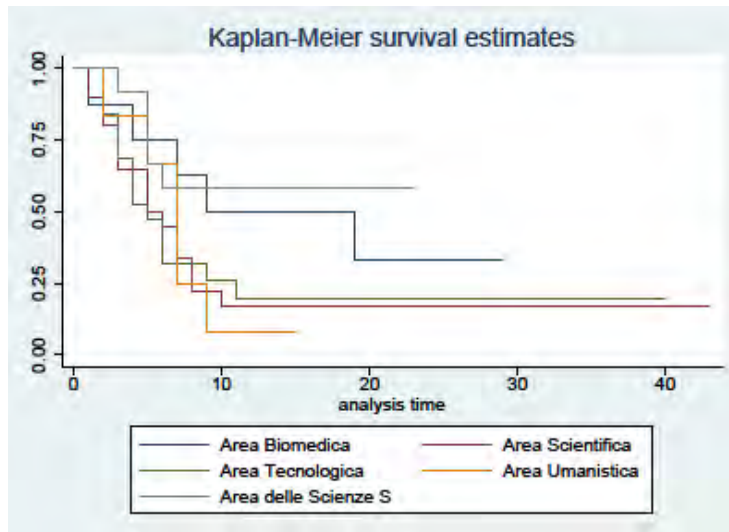 Kaplan-Meier survival estimates
1.00
0.75
0.50
0.25
0.00
0 10 20 30 40
analysis time
Area Biomedica Area Scientifica
Area Tecnologica Area Umanistica
Area delle Scienze S